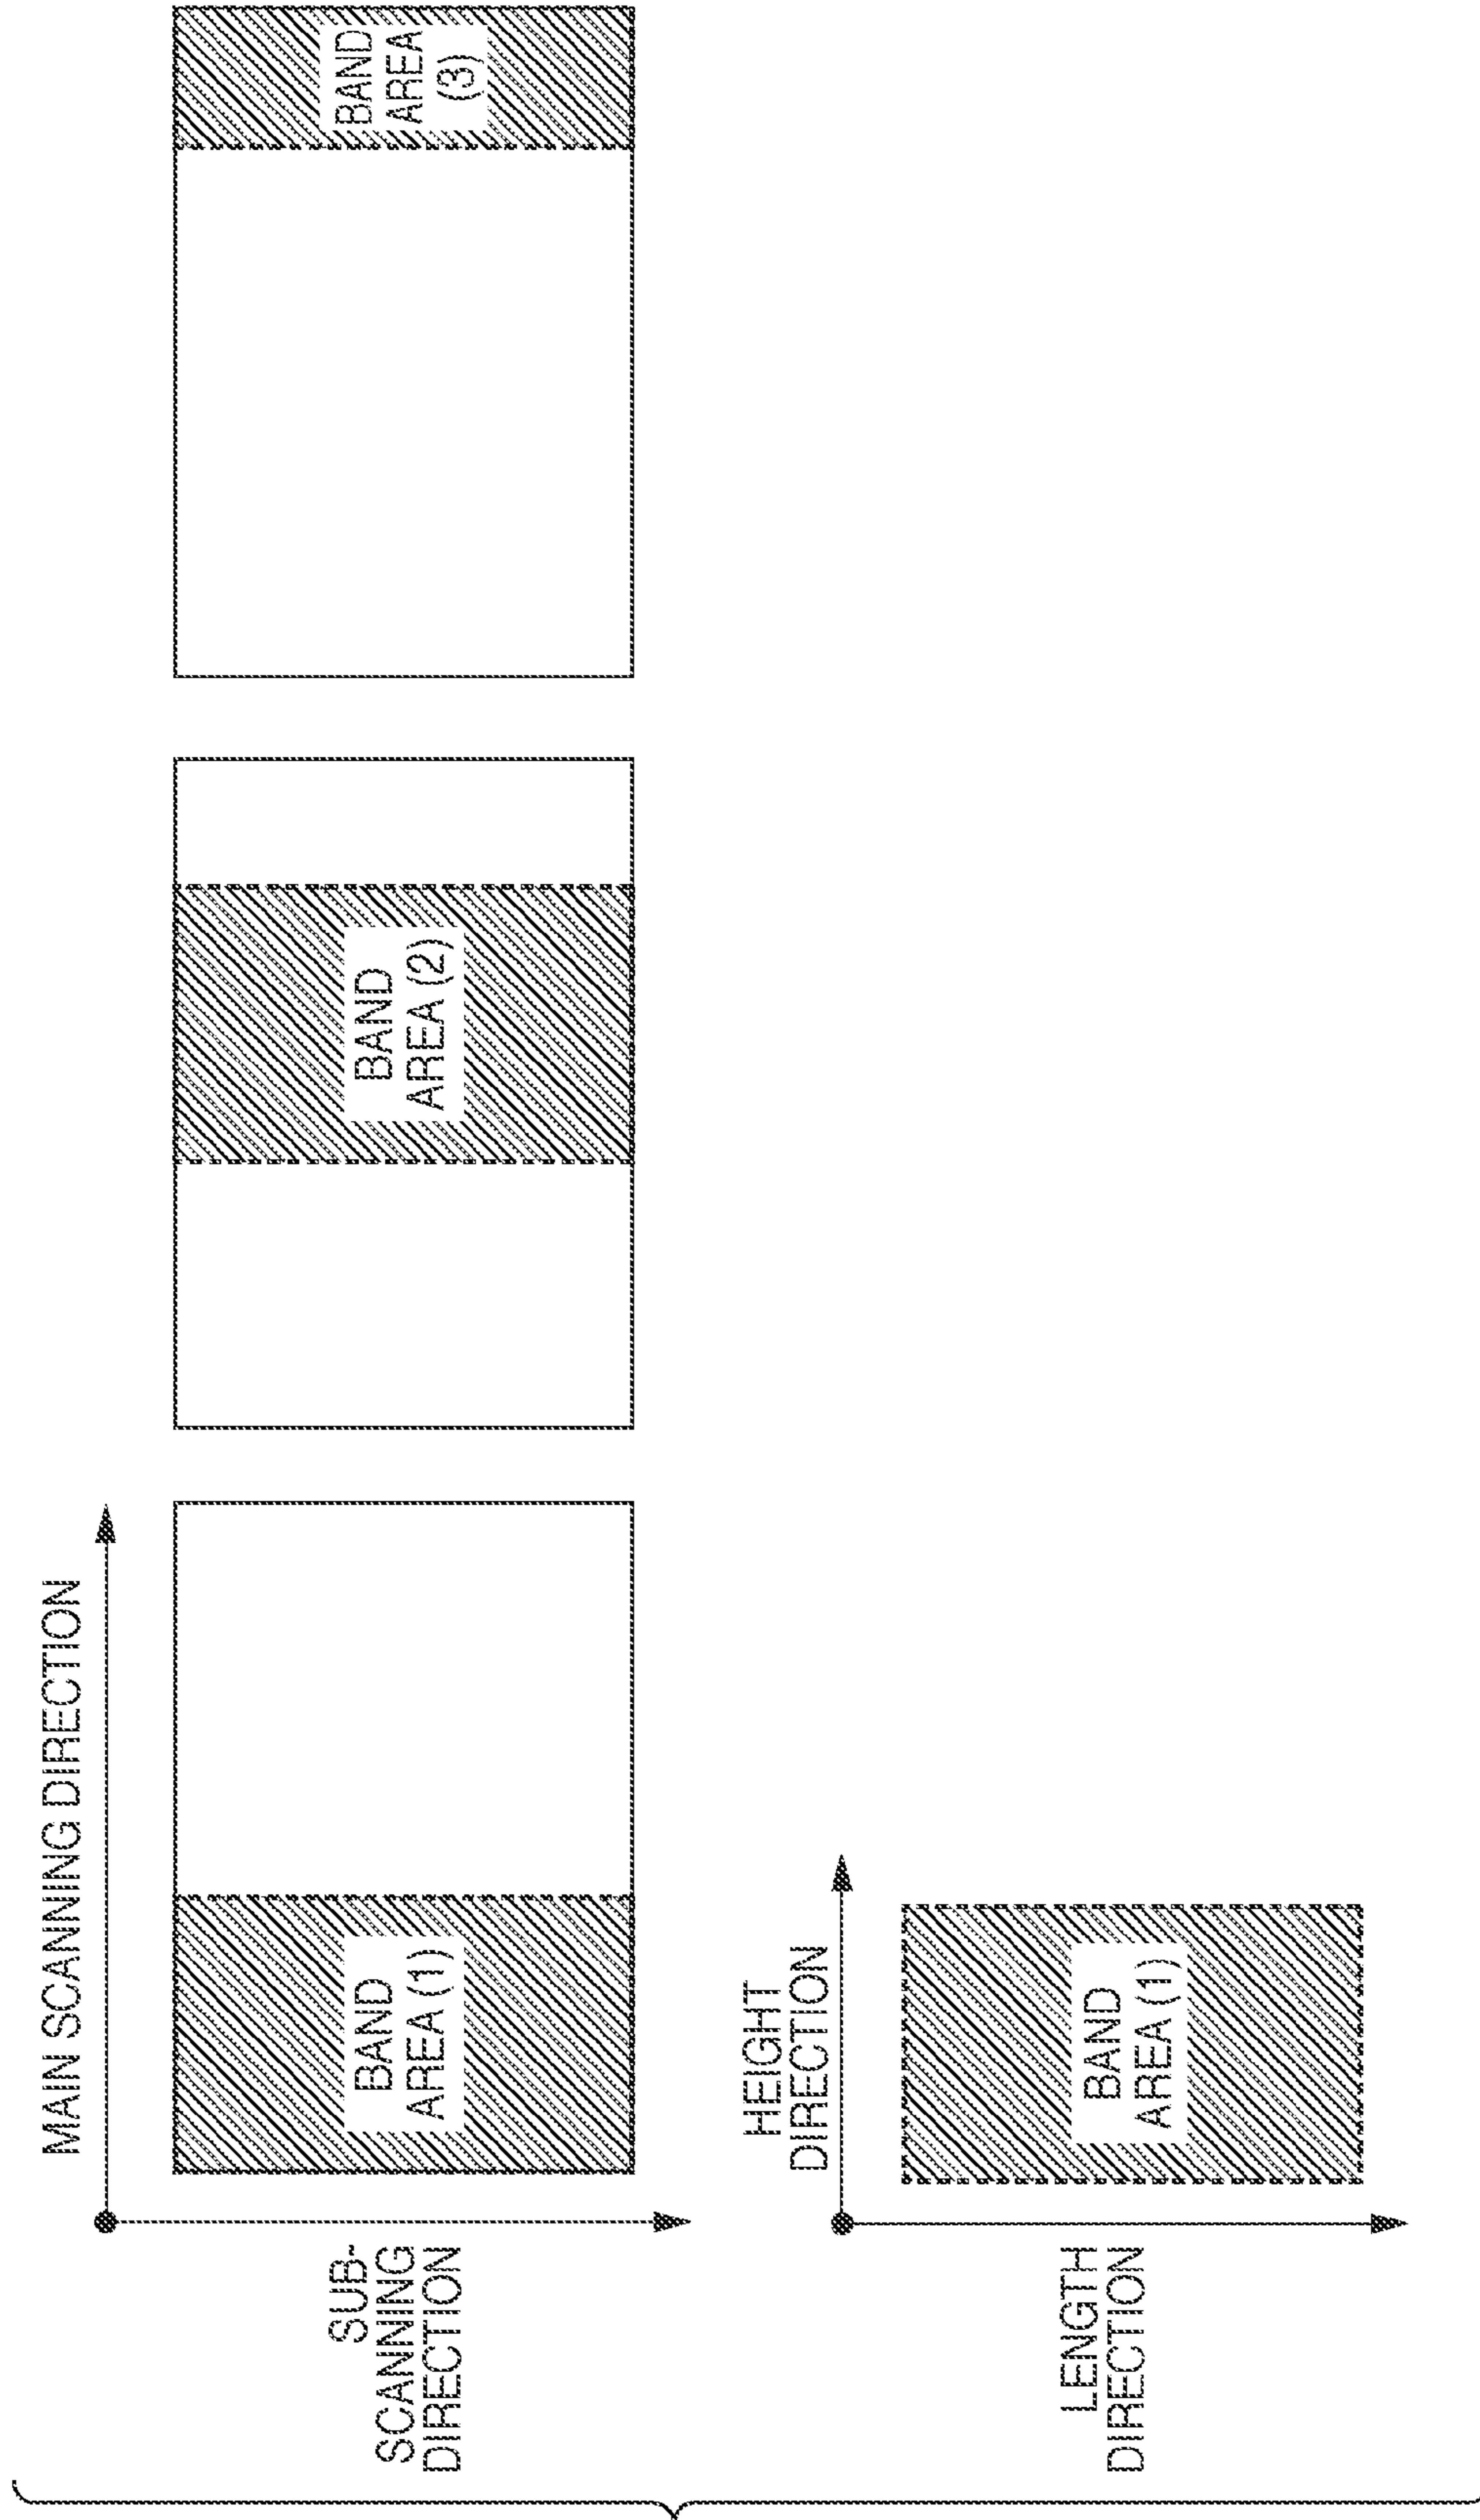 MAIN SCANNING DIRECTION
SUB-
SCANNING
DIRECTION
BAND
AREA (1)
BAND
AREA (2)
BAND
AREA
(3)
HEIGHT
DIRECTION
LENGTH
DIRECTION
BAND
AREA (1)